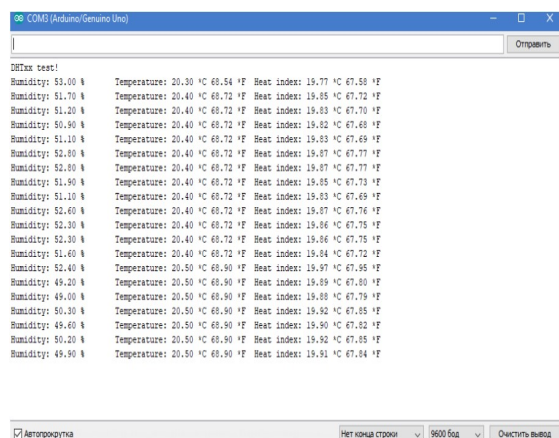 COM3 (Arduino/Genuino Uno)
Отправить
DHTxx test!
Humidity: 53.00 % Temperature: 20.30 *C 68.54 *F Heat index: 19.77 *C 67.58 *F
Humidity: 51.70 % Temperature: 20.40 *C 68.72 *F Heat index: 19.85 *C 67.72 *F
Humidity: 51.20 % Temperature: 20.40 *C 68.72 *F Heat index: 19.83 *C 67.70 *F
Humidity: 50.90 % Temperature: 20.40 *C 68.72 *F Heat index: 19.82 *C 67.68 *F
Humidity: 51.10 % Temperature: 20.40 *C 68.72 *F Heat index: 19.83 *C 67.69 *F
Humidity: 52.80 % Temperature: 20.40 *C 68.72 *F Heat index: 19.87 *C 67.77 *F
Humidity: 52.80 % Temperature: 20.40 *C 68.72 *F Heat index: 19.87 *C 67.77 *F
Humidity: 51.90 % Temperature: 20.40 *C 68.72 *F Heat index: 19.85 *C 67.73 *F
Humidity: 51.10 % Temperature: 20.40 *C 68.72 *F Heat index: 19.83 *C 67.69 *F
Humidity: 52.60 % Temperature: 20.40 *C 68.72 *F Heat index: 19.87 *C 67.76 *F
Humidity: 52.30 % Temperature: 20.40 *C 68.72 *F Heat index: 19.86 *C 67.75 *F
Humidity: 52.30 % Temperature: 20.40 *C 68.72 *F Heat index: 19.86 *C 67.75 *F
Humidity: 51.60 % Temperature: 20.40 *C 68.72 *F Heat index: 19.84 *C 67.72 *F
Humidity: 52.40 % Temperature: 20.50 *C 68.90 *F Heat index: 19.97 *C 67.95 *F
Humidity: 49.20 % Temperature: 20.50 *C 68.90 *F Heat index: 19.89 *C 67.80 *F
Humidity: 49.00 % Temperature: 20.50 *C 68.90 *F Heat index: 19.88 *C 67.79 *F
Humidity: 50.30 % Temperature: 20.50 *C 68.90 *F Heat index: 19.92 *C 67.85 *F
Humidity: 49.60 % Temperature: 20.50 *C 68.90 *F Heat index: 19.90 *C 67.82 *F
Humidity: 50.20 % Temperature: 20.50 *C 68.90 *F Heat index: 19.92 *C 67.85 *F
Humidity: 49.90 % Temperature: 20.50 *C 68.90 *F Heat index: 19.91 *C 67.84 *F
Автопрокрутка Нет конца строки 9600 бод Очистить вывод